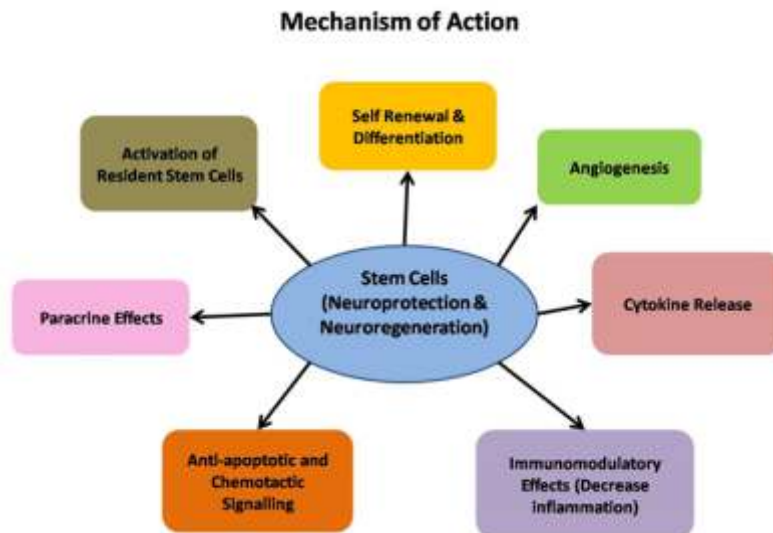 Mechanism of Action
Self Renewal &
Differentiation
Activation of
Resident Stem Cells
Angiogenesis
Stem Cells
(Neuroprotection &
Neuroregeneration)
Paracrine Effects
Cytokine Release
Anti-apoptotic and
Chemotactic
Signalling
Immunomodulatory
Effects (Decrease
inflammation)